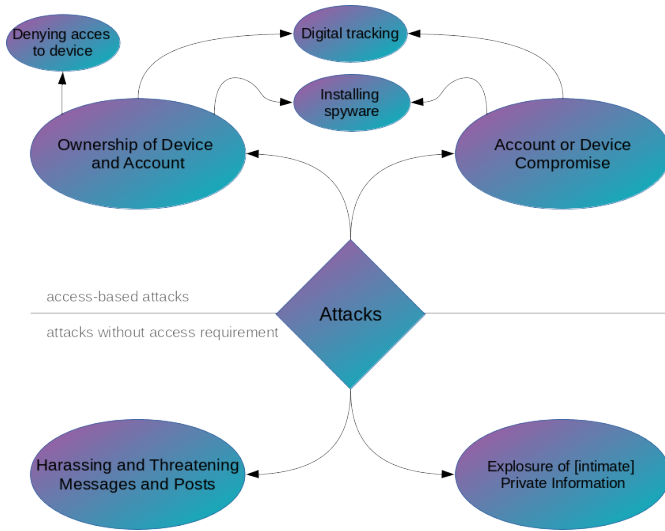 Denying acces
to device
Digital tracking
Installing
spyware
Ownership of Device
and Account
Account or Device
Compromise
access-based attacks
Attacks
attacks without access requirement
Harassing and Threatening
Messages and Posts
Explosure of [intimate]
Private Information